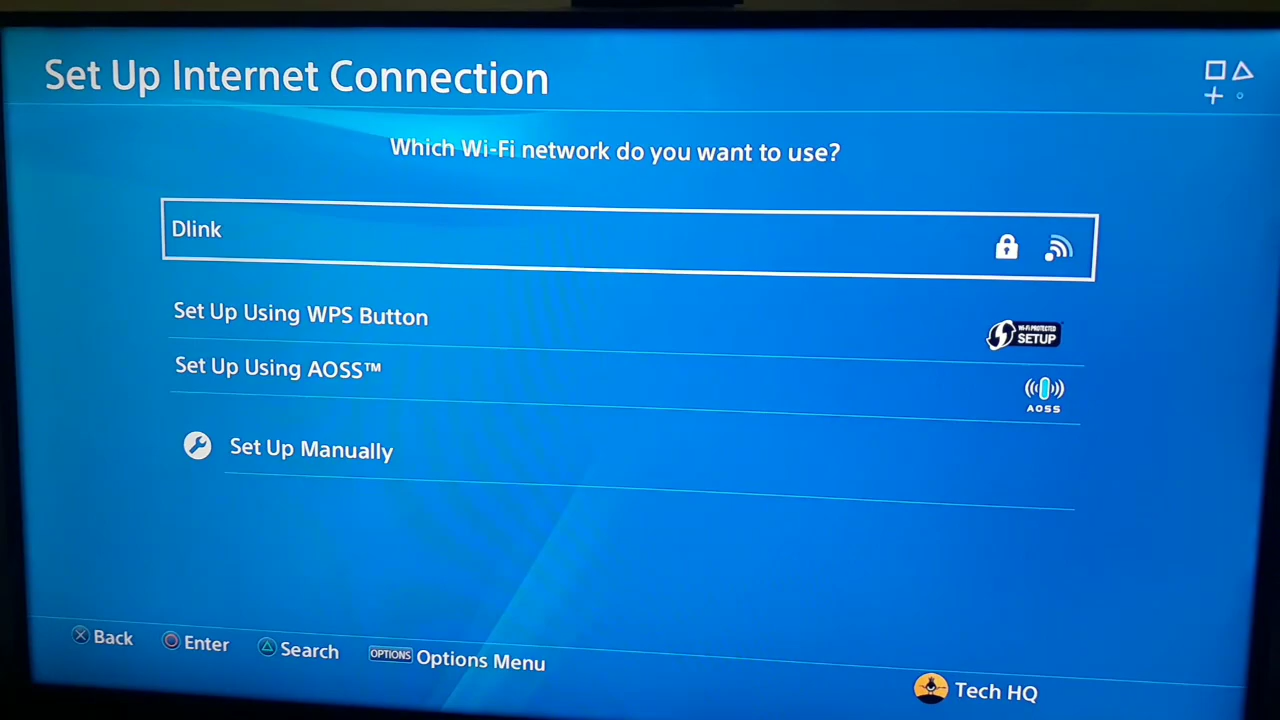 Set Up Internet Connection
Which Wi-Fi network do you want to use?
Dlink
Set Up Using WPS Button
Wi-Fi PROTECTED
SETUP
Set Up Using AOSS™
AOSS
Set Up Manually
Back
Enter
Search
OPTIONS Options Menu
Tech HQ